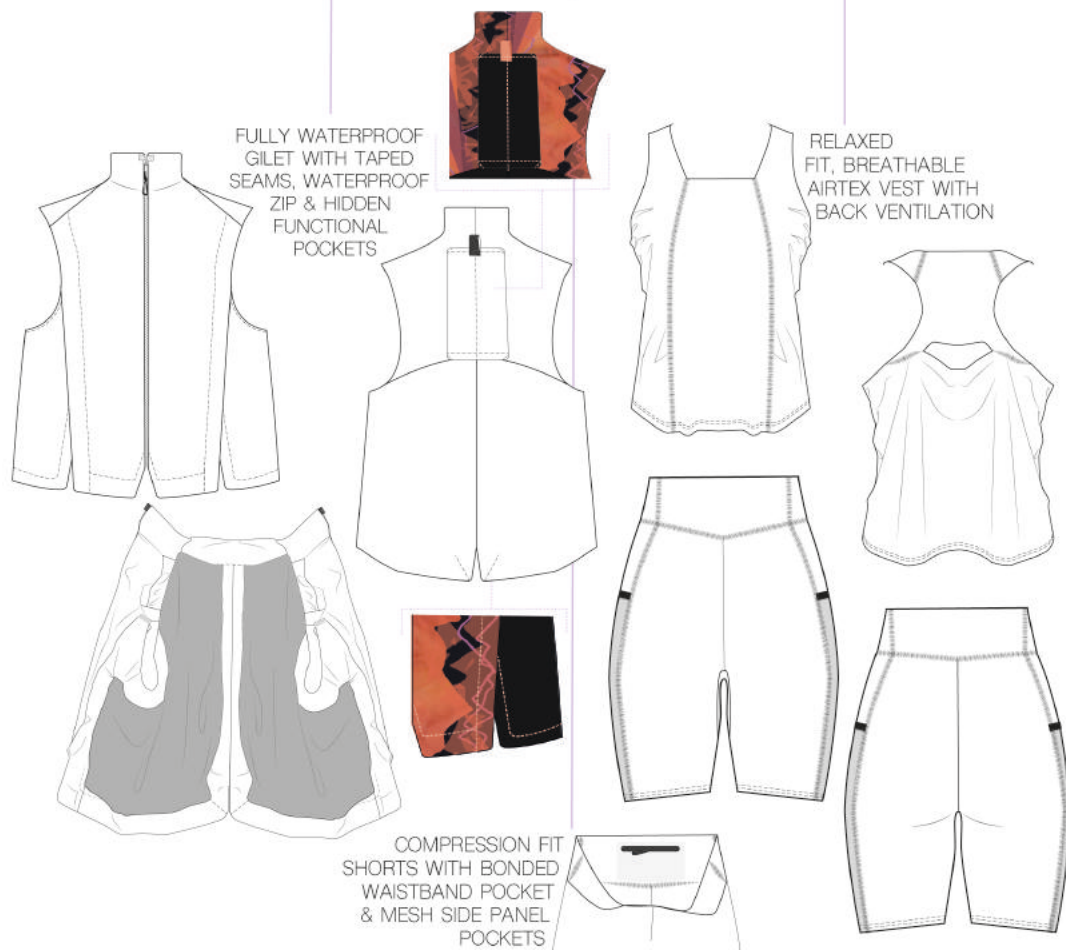 FULLY WATERPROOF
GILET WITH TAPED
SEAMS, WATERPROOF
ZIP & HIDDEN
FUNCTIONAL
POCKETS
RELAXED
FIT, BREATHABLE
AIRTEX VEST WITH
BACK VENTILATION
COMPRESSION FIT
SHORTS WITH BONDED
WAISTBAND POCKET
& MESH SIDE PANEL
POCKETS